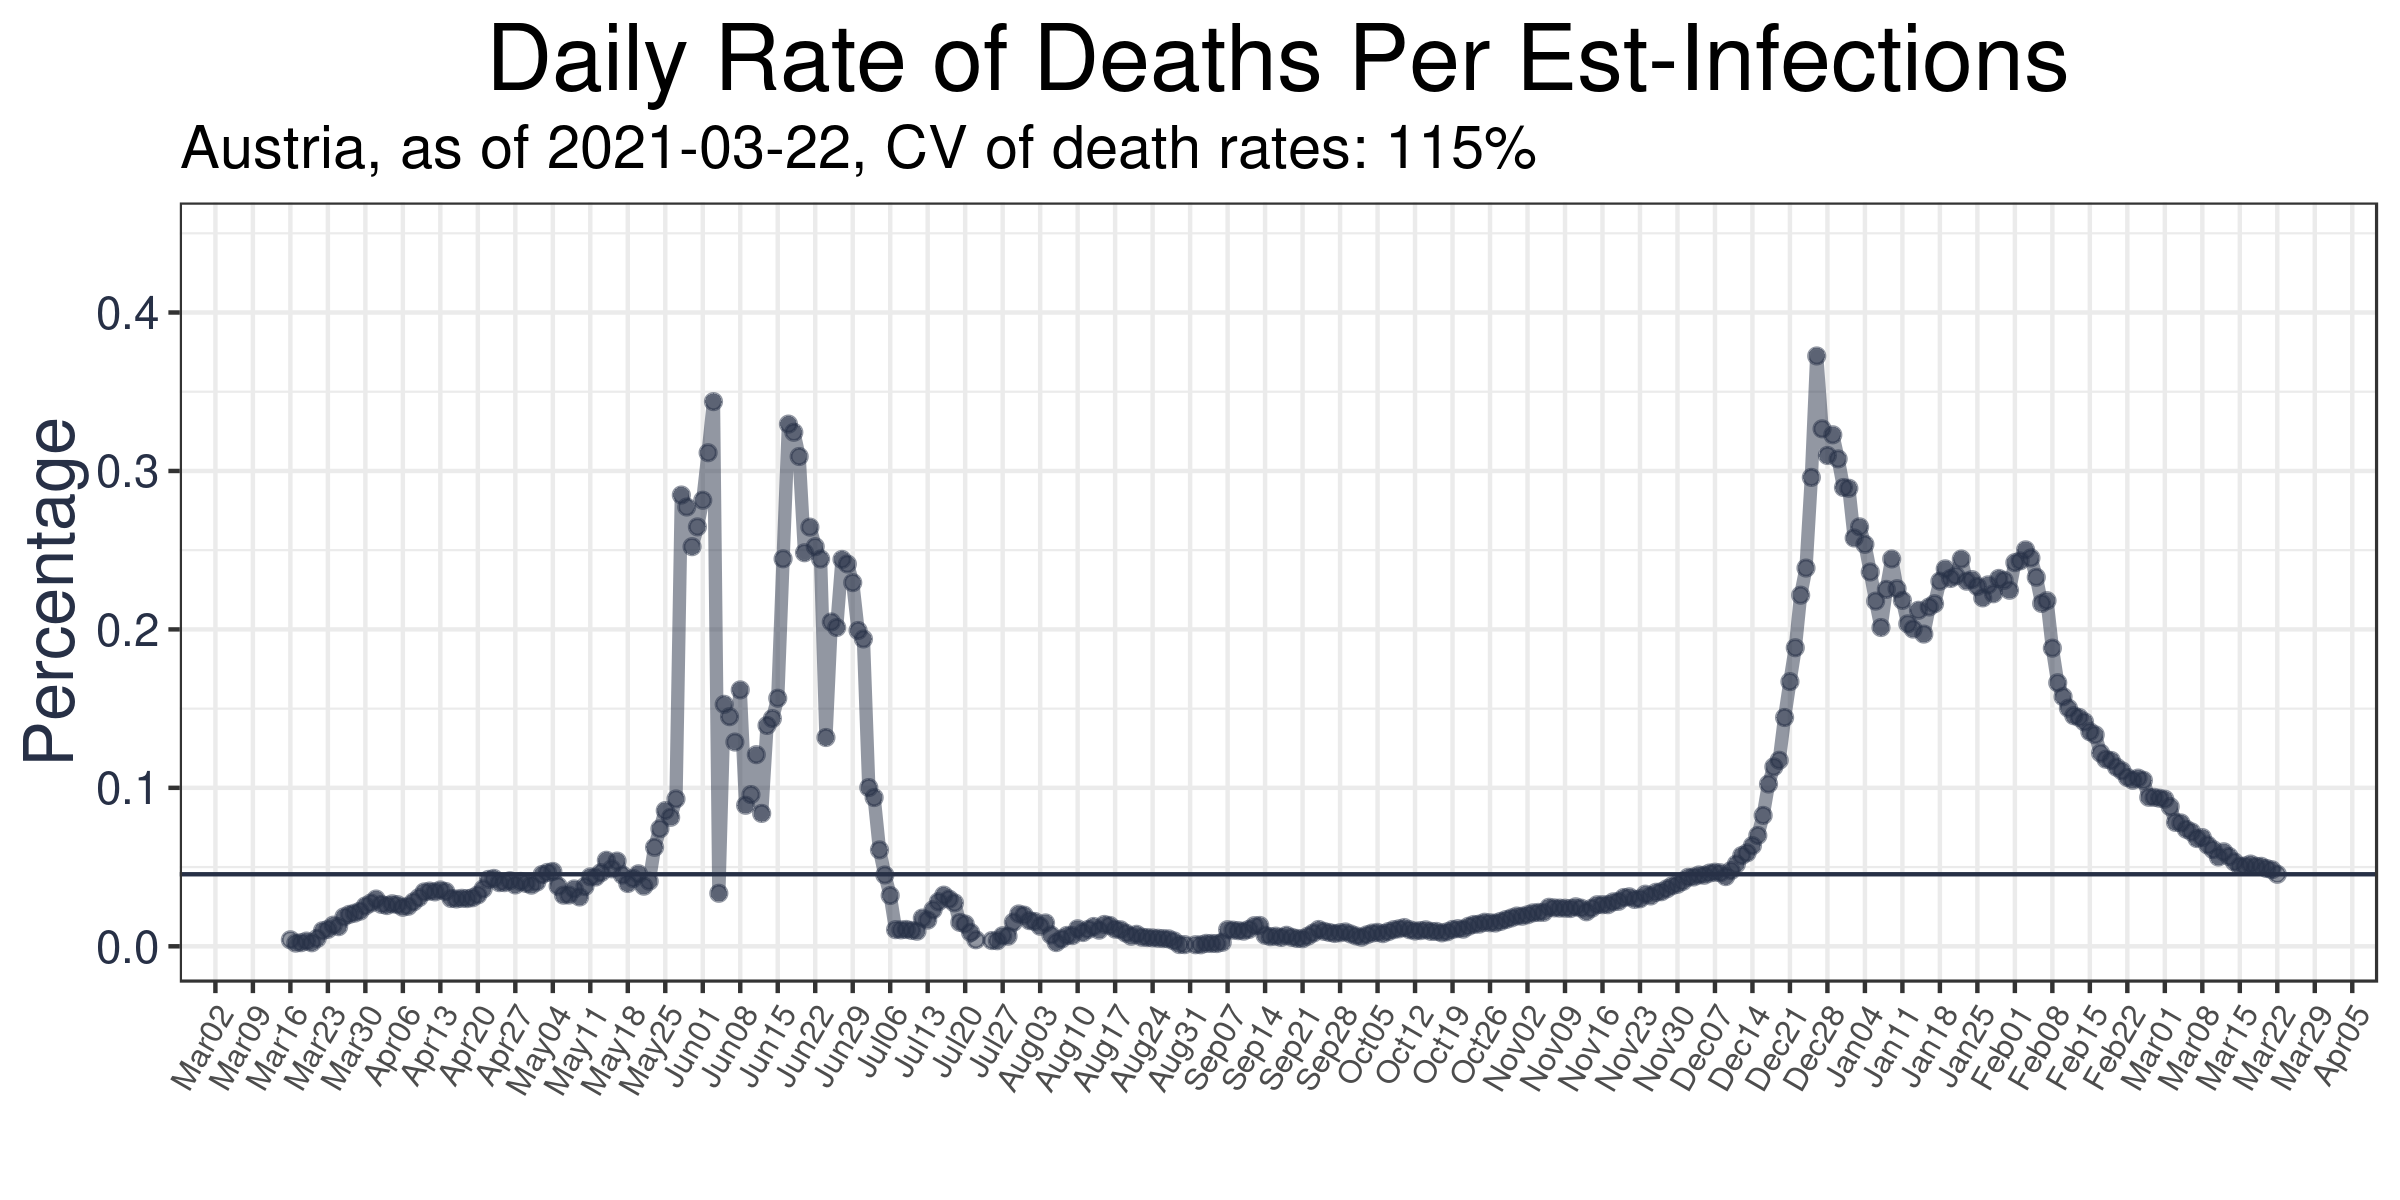 Daily Rate of Deaths Per Est-Infections
Austria, as of 2021-03-22, CV of death rates: 115%
Percentage
0.4
0.3
0.2
0.1
0.0
Mar02
Mar09
Mar16
Mar23
Mar30
Apr06
Apr13
Apr20
Apr27
May04
May11
May18
May25
Jun01
Jun08
Jun15
Jun22
Jun29
Jul06
Jul13
Jul20
Jul27
Aug03
Aug10
Aug17
Aug24
Aug31
Sep07
Sep14
Sep21
Sep28
Oct05
Oct12
Oct19
Oct26
Nov02
Nov09
Nov16
Nov23
Nov30
Dec07
Dec14
Dec21
Dec28
Jan04
Jan11
Jan18
Jan25
Feb01
Feb08
Feb15
Feb22
Mar01
Mar08
Mar15
Mar22
Mar29
Apr05